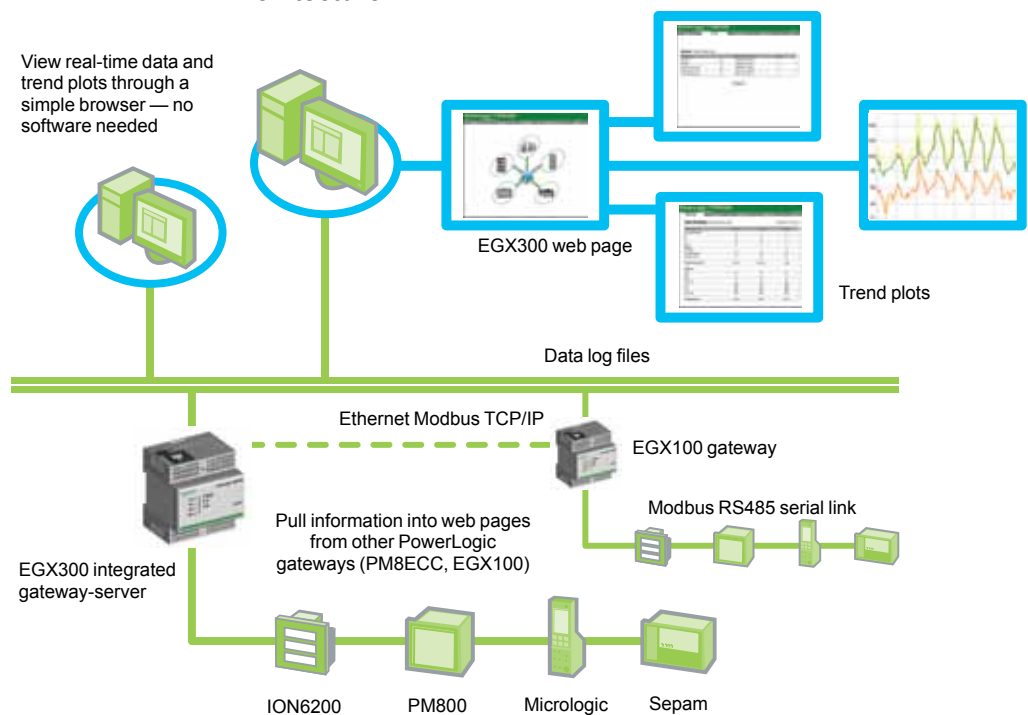 View real-time data and
trend plots through a
simple browser — no
software needed
EGX300 web page
Trend plots
Data log files
Ethernet Modbus TCP/IP
EGX100 gateway
Modbus RS485 serial link
Pull information into web pages
from other PowerLogic
gateways (PM8ECC, EGX100)
EGX300 integrated
gateway-server
ION6200
PM800
Micrologic
Sepam